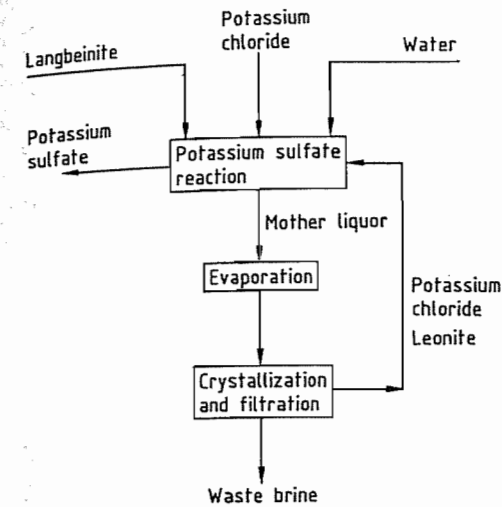 Potassium
chloride
Langbeinite
Water
Potassium
sulfate
Potassium sulfate
reaction
Mother liquor
Evaporation
Potassium
chloride
Leonite
Crystallization
and filtration
Waste brine